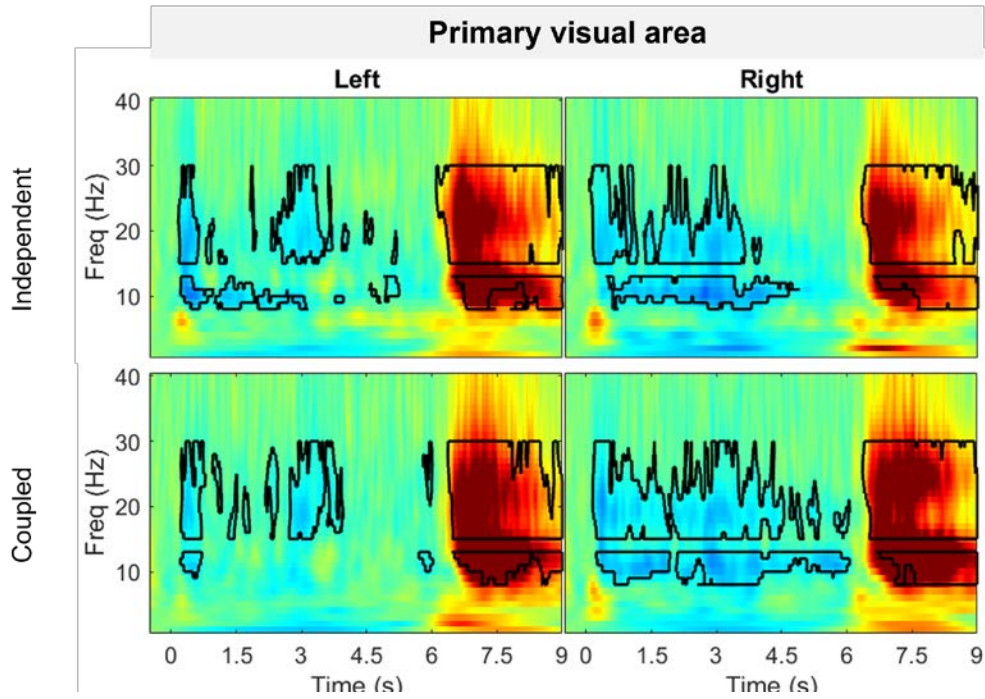 Primary visual area
Left Right
Independent
Freq (Hz)
40
30
20
10
Coupled
Freq (Hz)
40
30
20
10
0 1.5 3 4.5 6 7.5 9 0 1.5 3 4.5 6 7.5 9
Time (s) Time (s)